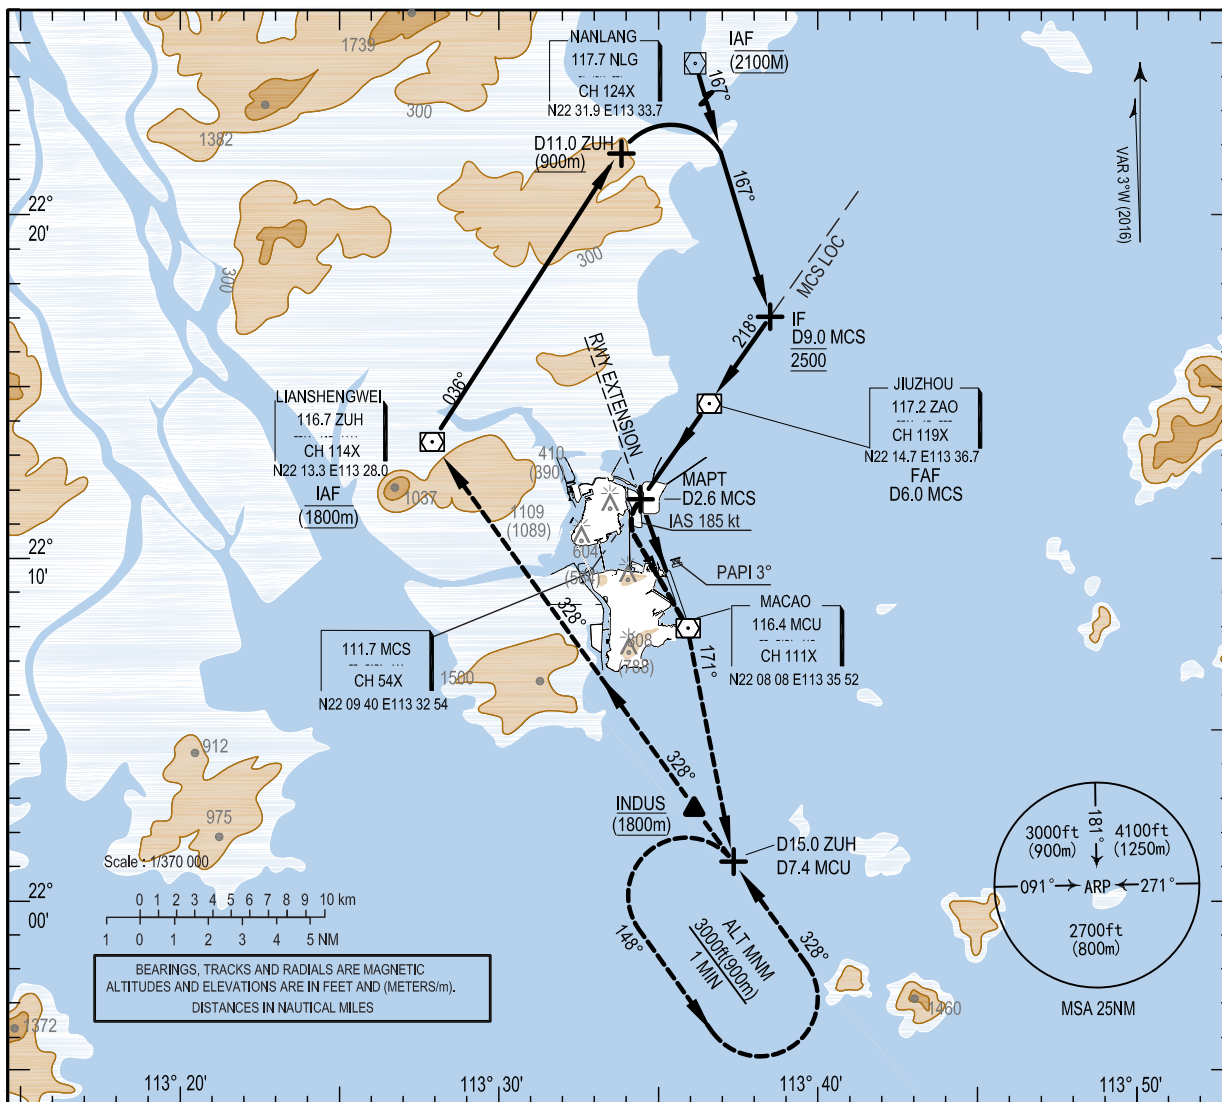 1739
NANLANG
117.7 NLG
CH 124X
N22 31.9 E113 33.7
IAF
(2100M)
167°
300
1382
D11.0 ZUH
(900m)
167°
VAR 3°W (2016)
22°
20'
300
300
MCS LOC
IF
D9.0 MCS
2500
218°
RWY EXTENSION
036°
LIANSHENGWEI
116.7 ZUH
CH 114X
N22 13.3 E113 28.0
IAF
(1800m)
JIUZHOU
117.2 ZAO
CH 119X
N22 14.7 E113 36.7
FAF
D6.0 MCS
410
(390)
1037
1109
(1089)
MAPT
D2.6 MCS
IAS 185 kt
22°
10'
604
PAPI 3°
328°
MACAO
116.4 MCU
CH 111X
N22 08 08 E113 35 52
111.7 MCS
CH 54X
N22 09 40 E113 32 54
808
(788)
171°
1500
912
975
328°
INDUS
(1800m)
D15.0 ZUH
D7.4 MCU
Scale : 1/370 000
0 1 2 3 4 5 6 7 8 9 10 km
1 0 1 2 3 4 5 NM
22°
00'
148°
ALT MNM
3000ft(900m)
1 MIN
328°
181°
3000ft
(900m)
4100ft
(1250m)
091°
ARP
271°
2700ft
(800m)
MSA 25NM
1460
1372
BEARINGS, TRACKS AND RADIALS ARE MAGNETIC
ALTITUDES AND ELEVATIONS ARE IN FEET AND (METERS/m).
DISTANCES IN NAUTICAL MILES
113° 20'
113° 30'
113° 40'
113° 50'